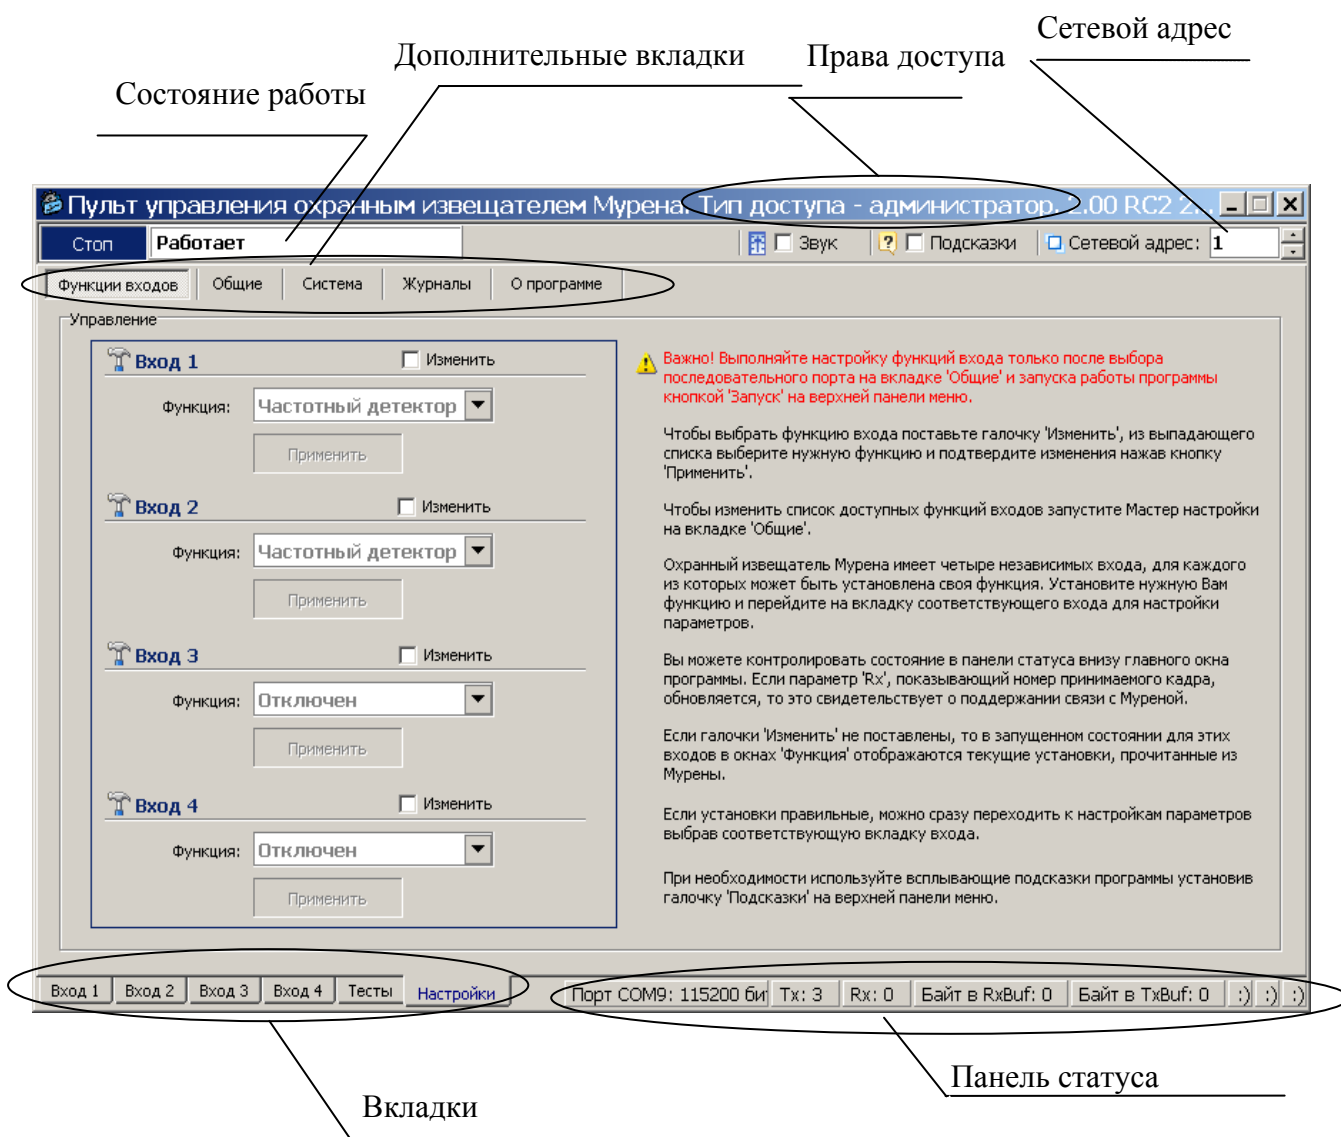 Сетевой адрес
Дополнительные вкладки
Права доступа
Состояние работы
Пульт управления охранным извещателем Мурена. Тип доступа - администратор. 2.00 RC2 2...
Стоп
Работает
Звук
Подсказки
Сетевой адрес: 1
Функции входов
Общие
Система
Журналы
О программе
Управление
Вход 1
Изменить
Функция: Частотный детектор
Применить
Вход 2
Изменить
Функция: Частотный детектор
Применить
Вход 3
Изменить
Функция: Отключен
Применить
Вход 4
Изменить
Функция: Отключен
Применить
Важно! Выполняйте настройку функций входа только после выбора
последовательного порта на вкладке 'Общие' и запуска работы программы
кнопкой 'Запуск' на верхней панели меню.
Чтобы выбрать функцию входа поставьте галочку 'Изменить', из выпадающего
списка выберите нужную функцию и подтвердите изменения нажав кнопку
'Применить'.
Чтобы изменить список доступных функций входов запустите Мастер настройки
на вкладке 'Общие'.
Охранный извещатель Мурена имеет четыре независимых входа, для каждого
из которых может быть установлена своя функция. Установите нужную Вам
функцию и перейдите на вкладку соответствующего входа для настройки
параметров.
Вы можете контролировать состояние в панели статуса внизу главного окна
программы. Если параметр 'Rx', показывающий номер принимаемого кадра,
обновляется, то это свидетельствует о поддержании связи с Муреной.
Если галочки 'Изменить' не поставлены, то в запущенном состоянии для этих
входов в окнах 'Функция' отображаются текущие установки, прочитанные из
Мурены.
Если установки правильные, можно сразу переходить к настройкам параметров
выбрав соответствующую вкладку входа.
При необходимости используйте всплывающие подсказки программы установив
галочку 'Подсказки' на верхней панели меню.
Вход 1
Вход 2
Вход 3
Вход 4
Тесты
Настройки
Порт COM9: 115200 бит
Tx: 3
Rx: 0
Байт в RxBuf: 0
Байт в TxBuf: 0
:)
:)
:)
Панель статуса
Вкладки